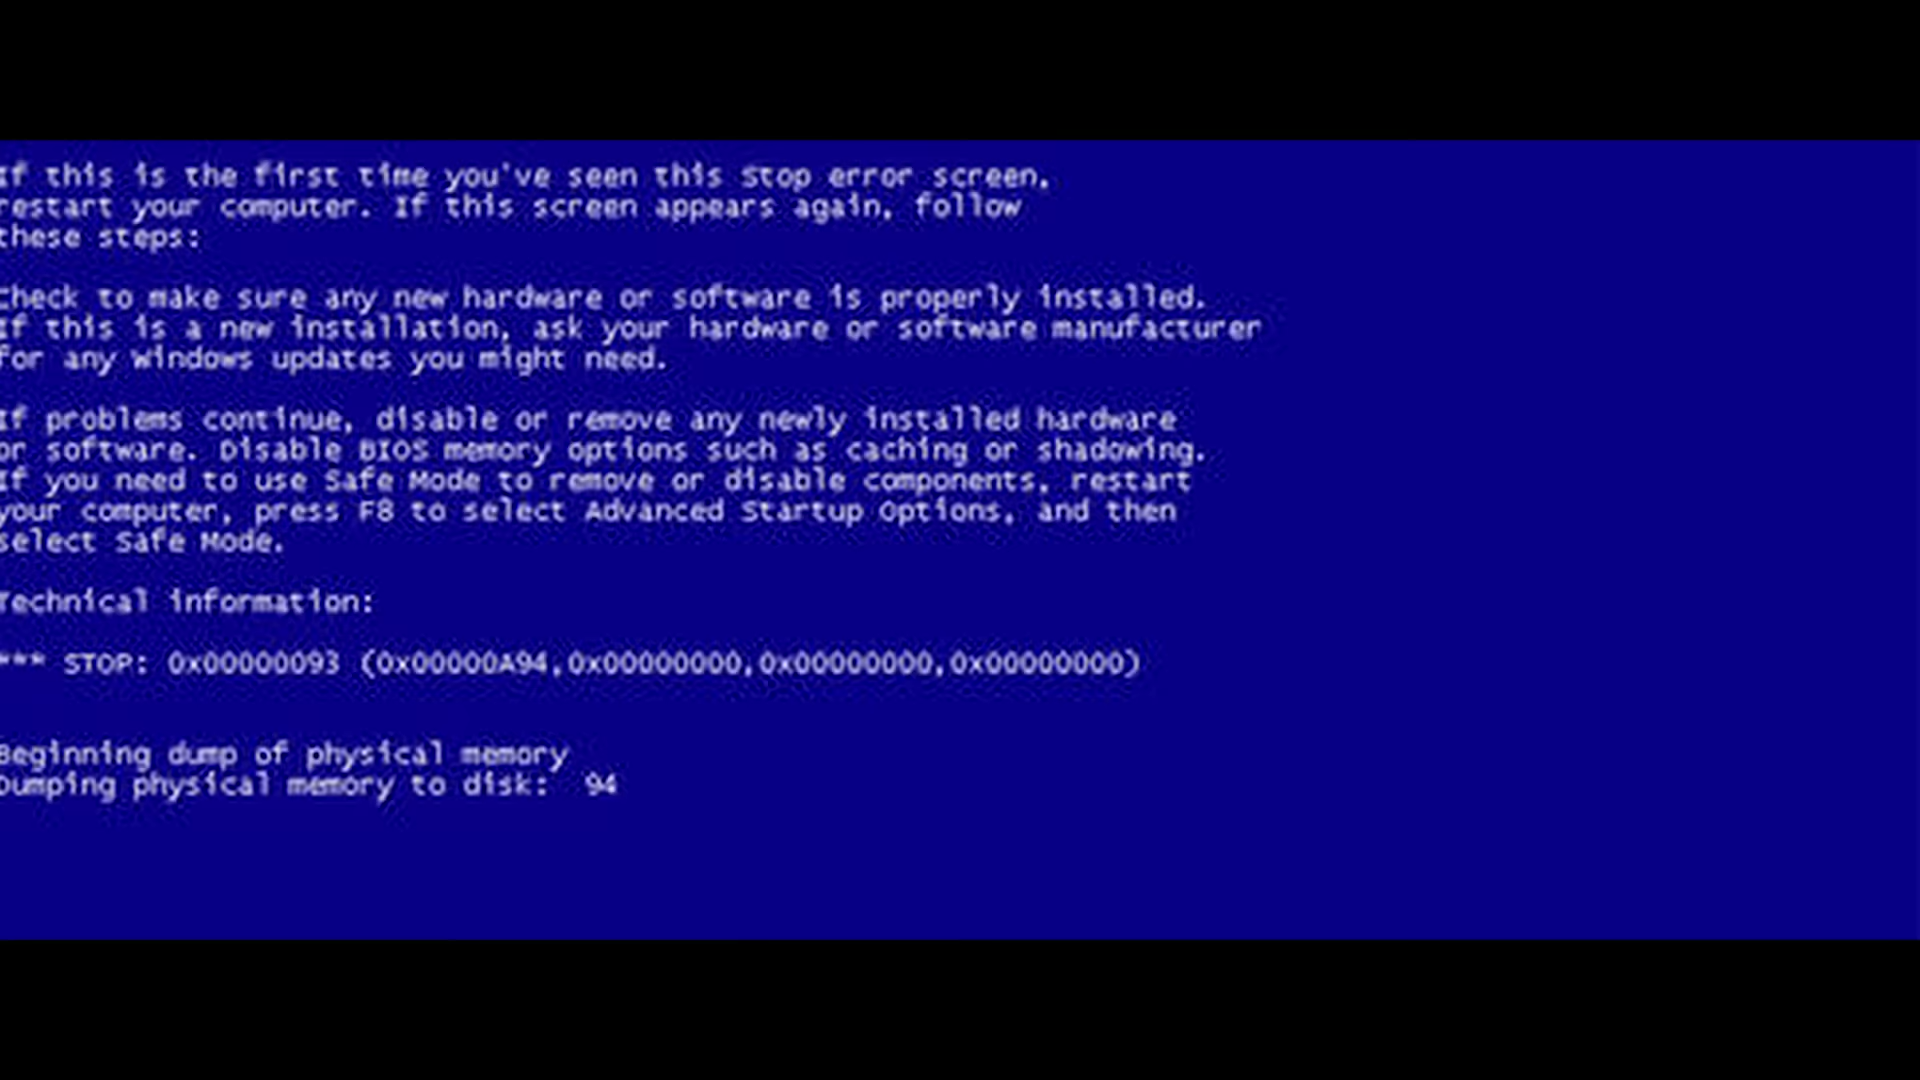 If this is the first time you've seen this Stop error screen,
restart your computer. If this screen appears again, follow
these steps:
Check to make sure any new hardware or software is properly installed.
If this is a new installation, ask your hardware or software manufacturer
for any Windows updates you might need.
If problems continue, disable or remove any newly installed hardware
or software. Disable BIOS memory options such as caching or shadowing.
If you need to use Safe Mode to remove or disable components, restart
your computer, press F8 to select Advanced Startup Options, and then
select Safe Mode.
Technical information:
*** STOP: 0x00000093 (0x00000A94,0x00000000,0x00000000,0x00000000)
Beginning dump of physical memory
Dumping physical memory to disk: 94